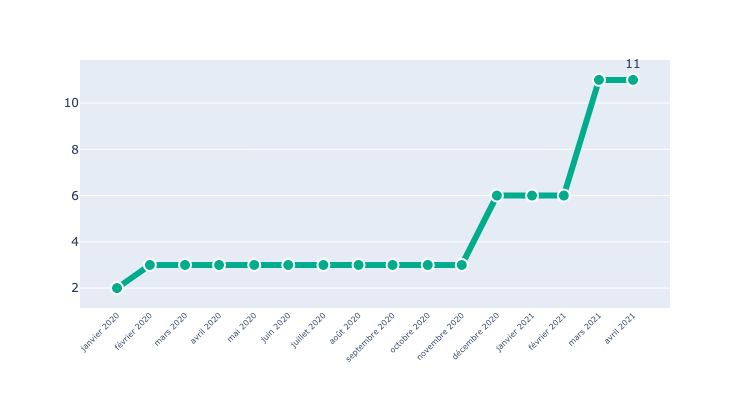 11
10
8
6
4
2
janvier 2020
février 2020
mars 2020
avril 2020
mai 2020
juin 2020
juillet 2020
août 2020
septembre 2020
octobre 2020
novembre 2020
décembre 2020
janvier 2021
février 2021
mars 2021
avril 2021